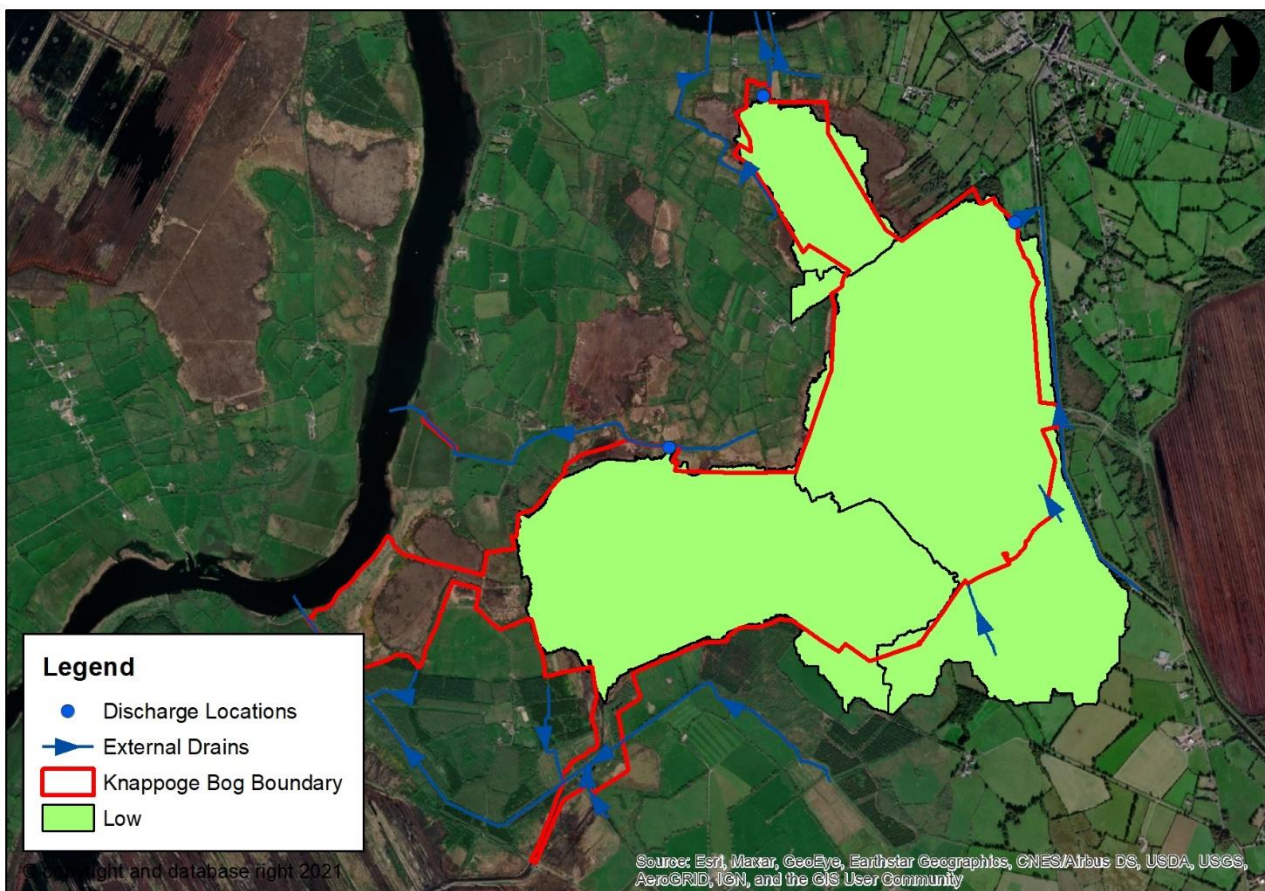 Legend
Discharge Locations
External Drains
Knappoge Bog Boundary
Low
© copyright and database right 2021
Source: Esri, Maxar, GeoEye, Earthstar Geographics, CNES/Airbus DS, USDA, USGS,
AeroGRID, IGN, and the GIS User Community